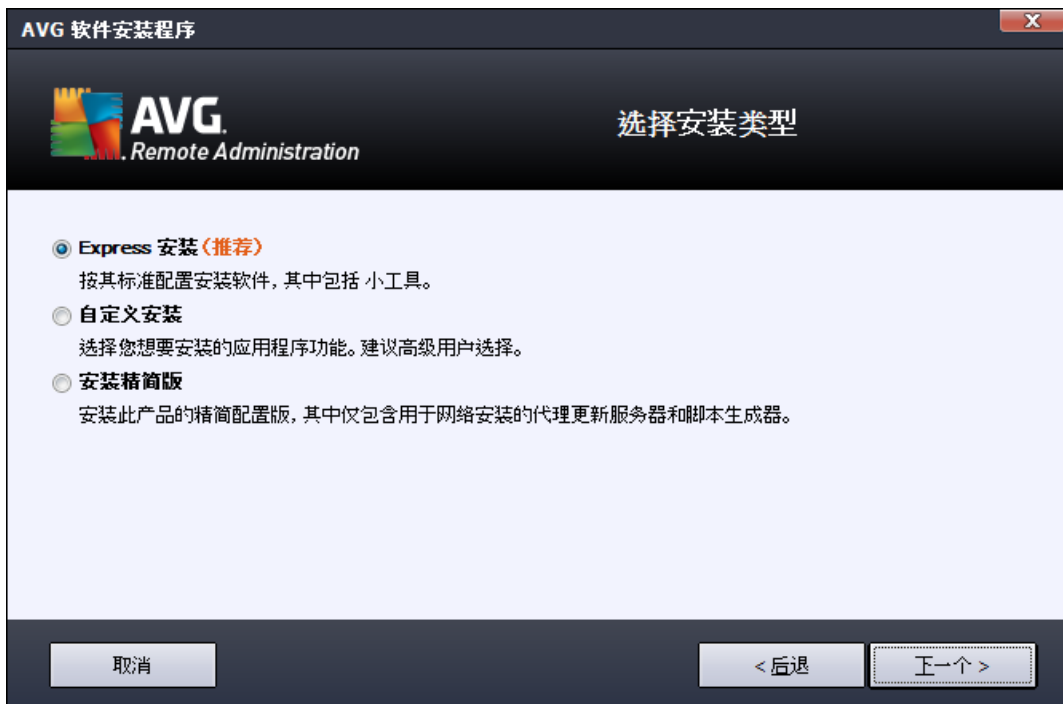 AVG 软件安装程序
AVG.
Remote Administration
选择安装类型
Express 安装(推荐)
按其标准配置安装软件, 其中包括 小工具。
自定义安装
选择您想要安装的应用程序功能。建议高级用户选择。
安装精简版
安装此产品的精简配置版, 其中仅包含用于网络安装的代理更新服务器和脚本生成器。
取消
< 后退
下一个 >